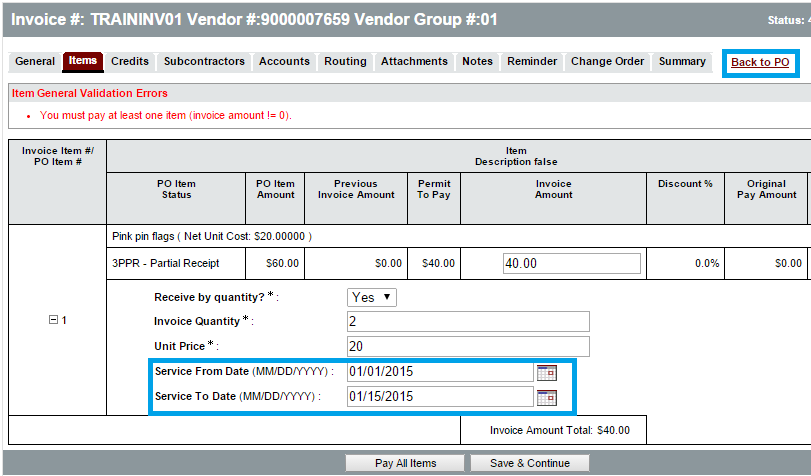 Invoice #: TRAININV01 Vendor #:9000007659 Vendor Group #:01 Status: 4
General Items Credits Subcontractors Accounts Routing Attachments Notes Reminder Change Order Summary Back to PO
Item General Validation Errors
• You must pay at least one item (invoice amount != 0).
Invoice Item #/
PO Item #
Item
Description false
PO Item
Status
PO Item
Amount
Previous
Invoice Amount
Permit
To Pay
Invoice
Amount
Discount %
Original
Pay Amount
Pink pin flags ( Net Unit Cost: $20.00000 )
3PPR - Partial Receipt $60.00 $0.00 $40.00 40.00 0.0% $0.00
1
Receive by quantity? * : Yes
Invoice Quantity * : 2
Unit Price * : 20
Service From Date (MM/DD/YYYY) : 01/01/2015
Service To Date (MM/DD/YYYY) : 01/15/2015
Invoice Amount Total: $40.00
Pay All Items Save & Continue